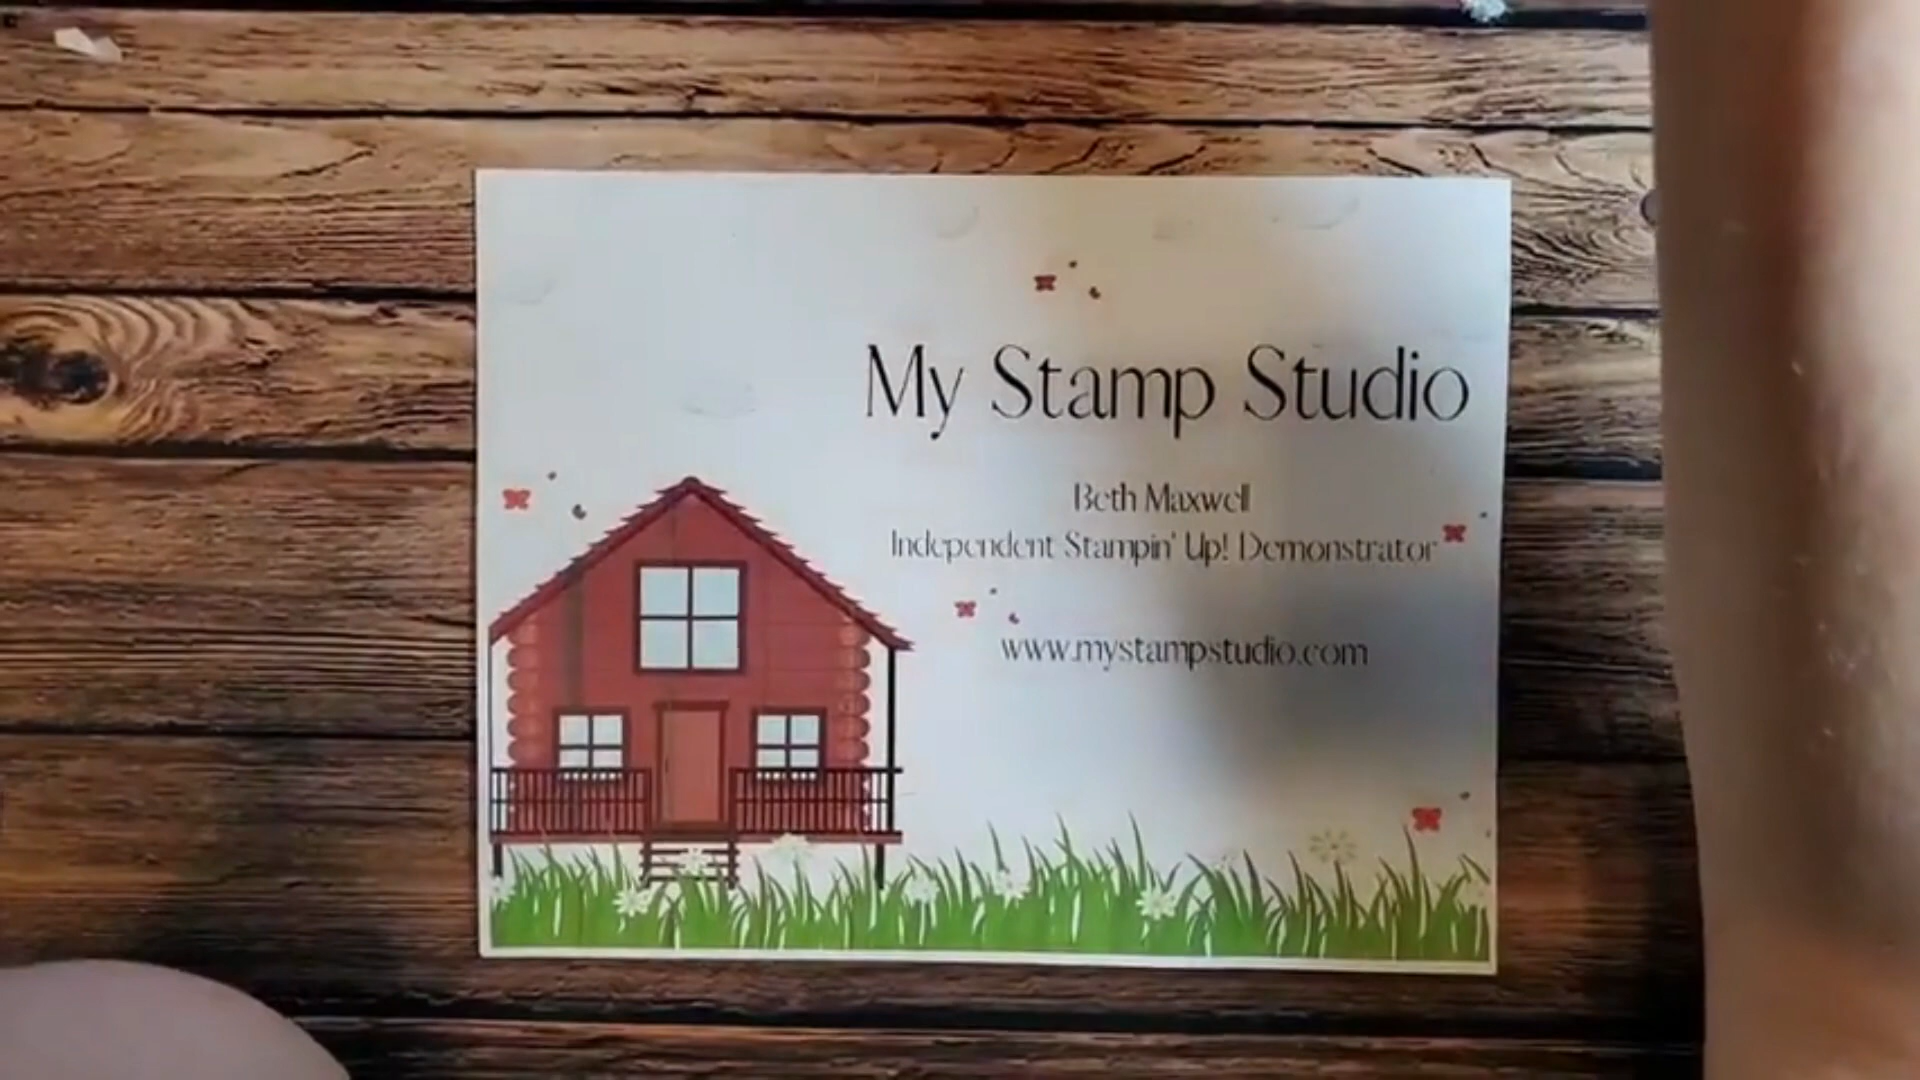 My Stamp Studio
Beth Maxwell
Independent Stampin' Up! Demonstrator
www.mystampstudio.com